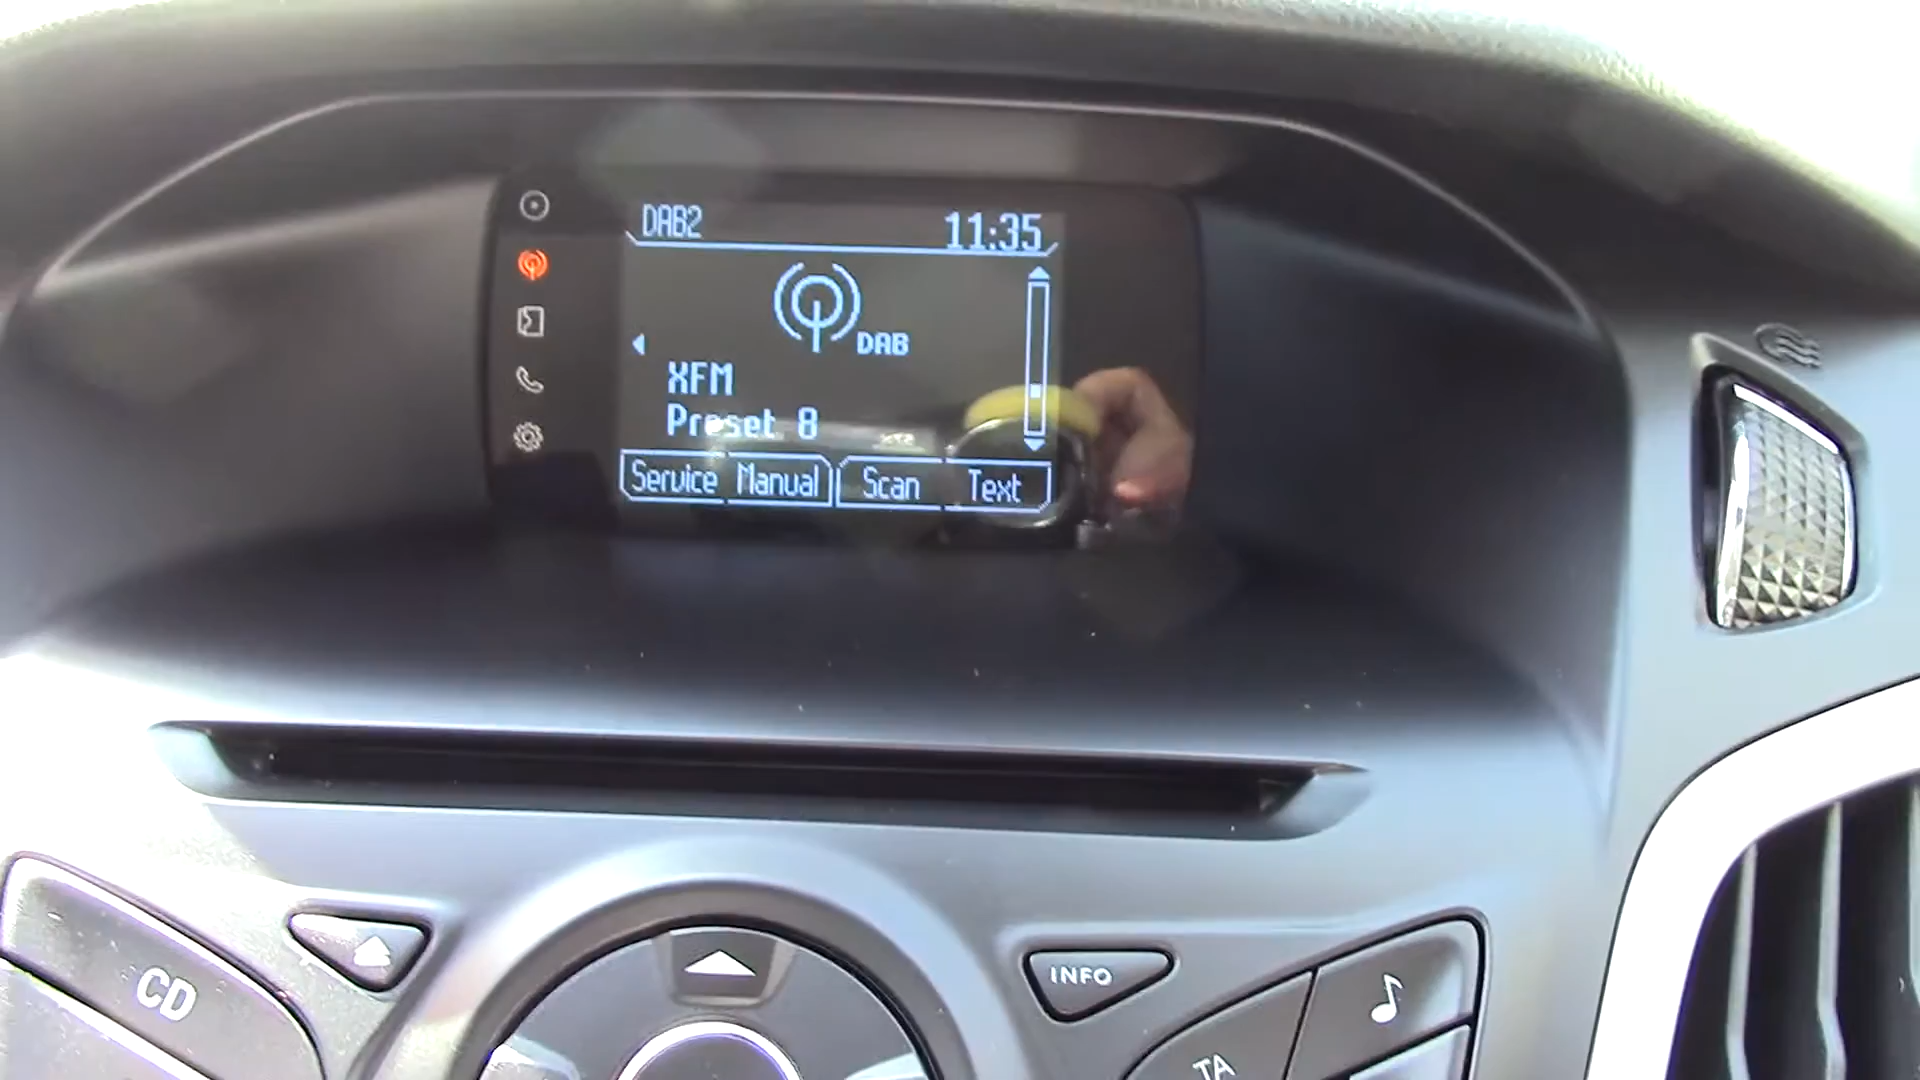 DAB2 11:35
DAB
XFM
Preset 8
Service Manual Scan Text
CD
INFO
TA